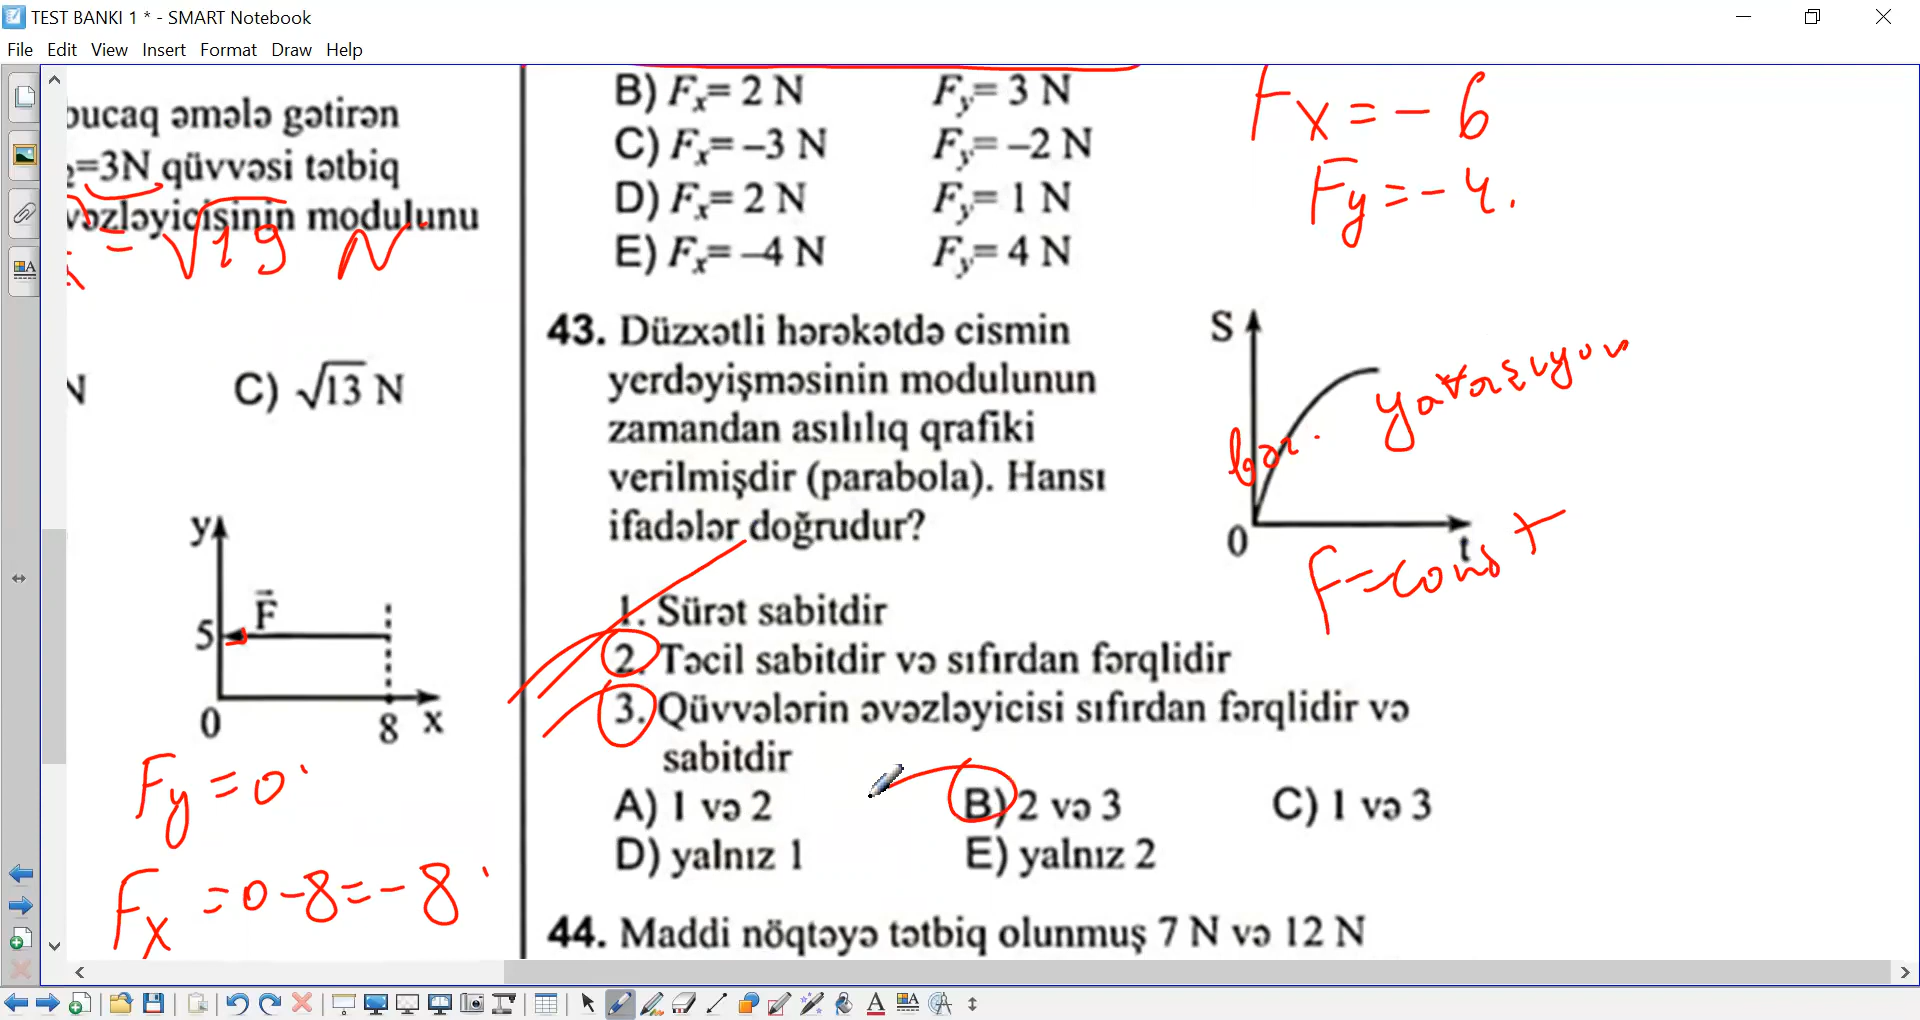 TEST BANKI 1 * - SMART Notebook
File Edit View Insert Format Draw Help
bucaq əmələ gətirən
₂=3N qüvvəsi tətbiq
vəzləyicisinin modulunu
= √19 N
N C) √13 N
y
F
5
0 8 x
Fy = 0
Fx = 0 - 8 = - 8
B) Fx= 2 N Fy= 3 N
C) Fx= –3 N Fy= –2 N
D) Fx= 2 N Fy= 1 N
E) Fx= –4 N Fy= 4 N
Fx = - 6
Fy = - 4.
43. Düzxətli hərəkətdə cismin
yerdəyişməsinin modulunun
zamandan asılılıq qrafiki
verilmişdir (parabola). Hansı
ifadələr doğrudur?
S
0 t
F = const
1. Sürət sabitdir
2. Təcil sabitdir və sıfırdan fərqlidir
3. Qüvvələrin əvəzləyicisi sıfırdan fərqlidir və
sabitdir
A) 1 və 2 B) 2 və 3 C) 1 və 3
D) yalnız 1 E) yalnız 2
44. Maddi nöqtəyə tətbiq olunmuş 7 N və 12 N